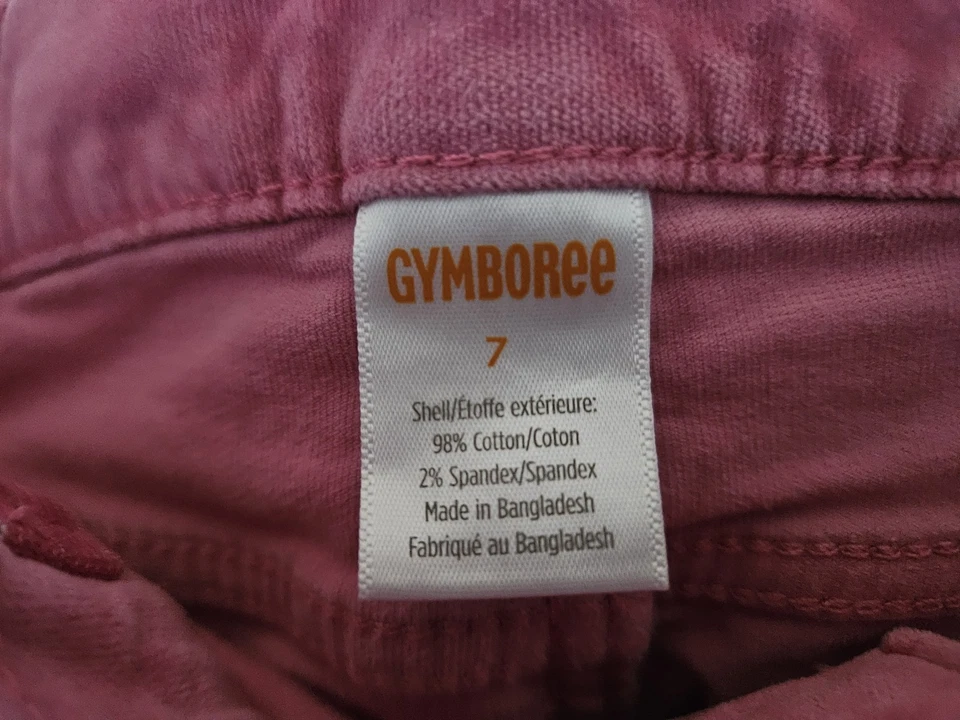 GYMBOREE
7
Shell/Étoffe extérieure:
98% Cotton/Coton
2% Spandex/Spandex
Made in Bangladesh
Fabriqué au Bangladesh